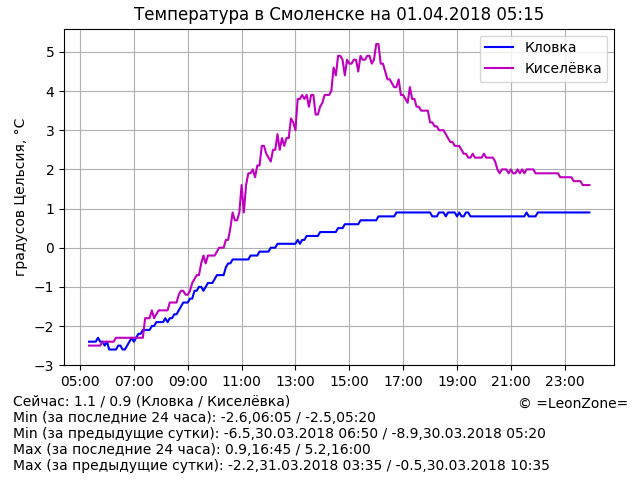 Температура в Смоленске на 01.04.2018 05:15
градусов Цельсия, °C
5
4
3
2
1
0
−1
−2
−3
Кловка
Киселёвка
05:00 07:00 09:00 11:00 13:00 15:00 17:00 19:00 21:00 23:00
Сейчас: 1.1 / 0.9 (Кловка / Киселёвка)
© =LeonZone=
Min (за последние 24 часа): -2.6,06:05 / -2.5,05:20
Min (за предыдущие сутки): -6.5,30.03.2018 06:50 / -8.9,30.03.2018 05:20
Max (за последние 24 часа): 0.9,16:45 / 5.2,16:00
Max (за предыдущие сутки): -2.2,31.03.2018 03:35 / -0.5,30.03.2018 10:35